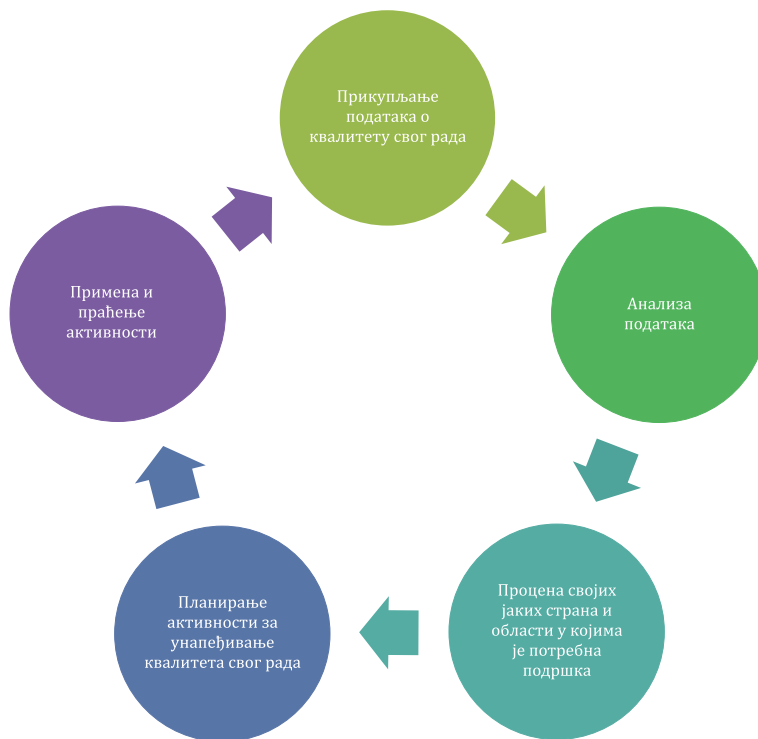 Прикупљање
података о
квалитету свог рада
Анализа
података
Процена својих
јаких страна и
области у којима
је потребна
подршка
Планирање
активности за
унапеђивање
квалитета свог рада
Примена и
праћење
активности